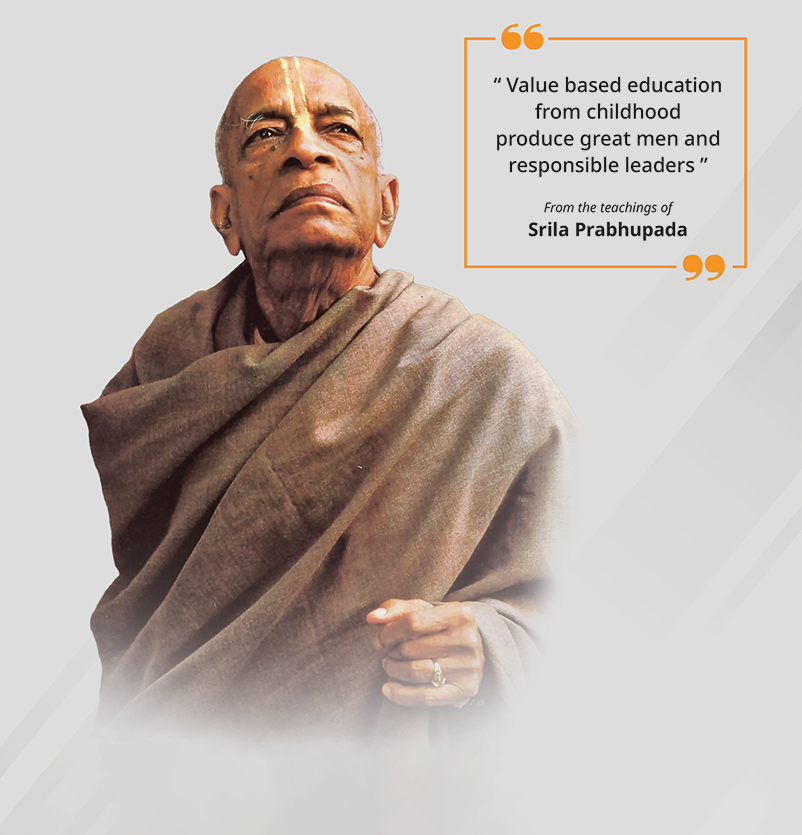 “ Value based education
from childhood
produce great men and
responsible leaders ”
From the teachings of
Srila Prabhupada